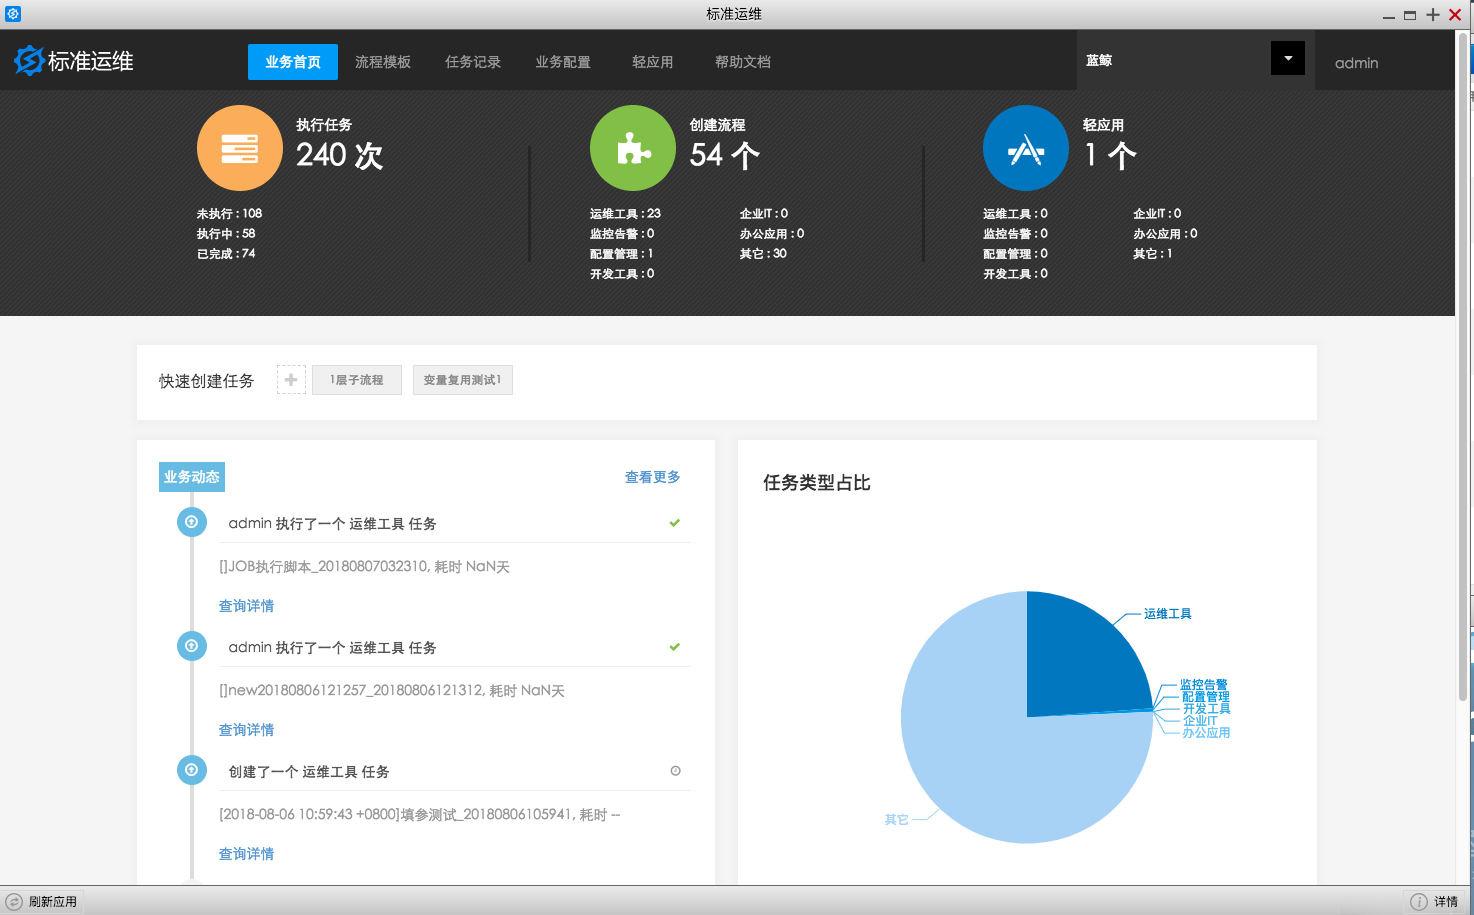 标准运维
标准运维
业务首页 流程模板 任务记录 业务配置 轻应用 帮助文档
蓝鲸
admin
执行任务
240 次
未执行 : 108
执行中 : 58
已完成 : 74
创建流程
54 个
运维工具 : 23
监控告警 : 0
配置管理 : 1
开发工具 : 0
企业IT : 0
办公应用 : 0
其它 : 30
轻应用
1 个
运维工具 : 0
监控告警 : 0
配置管理 : 0
开发工具 : 0
企业IT : 0
办公应用 : 0
其它 : 1
快速创建任务 1层子流程 变量复用测试1
业务动态 查看更多
admin 执行了一个 运维工具 任务
[]JOB执行脚本_20180807032310, 耗时 NaN天
查询详情
admin 执行了一个 运维工具 任务
[]new20180806121257_20180806121312, 耗时 NaN天
查询详情
创建了一个 运维工具 任务
[2018-08-06 10:59:43 +0800]填参测试_20180806105941, 耗时 --
查询详情
任务类型占比
运维工具
监控告警
配置管理
开发工具
企业IT
办公应用
其它
刷新应用
详情